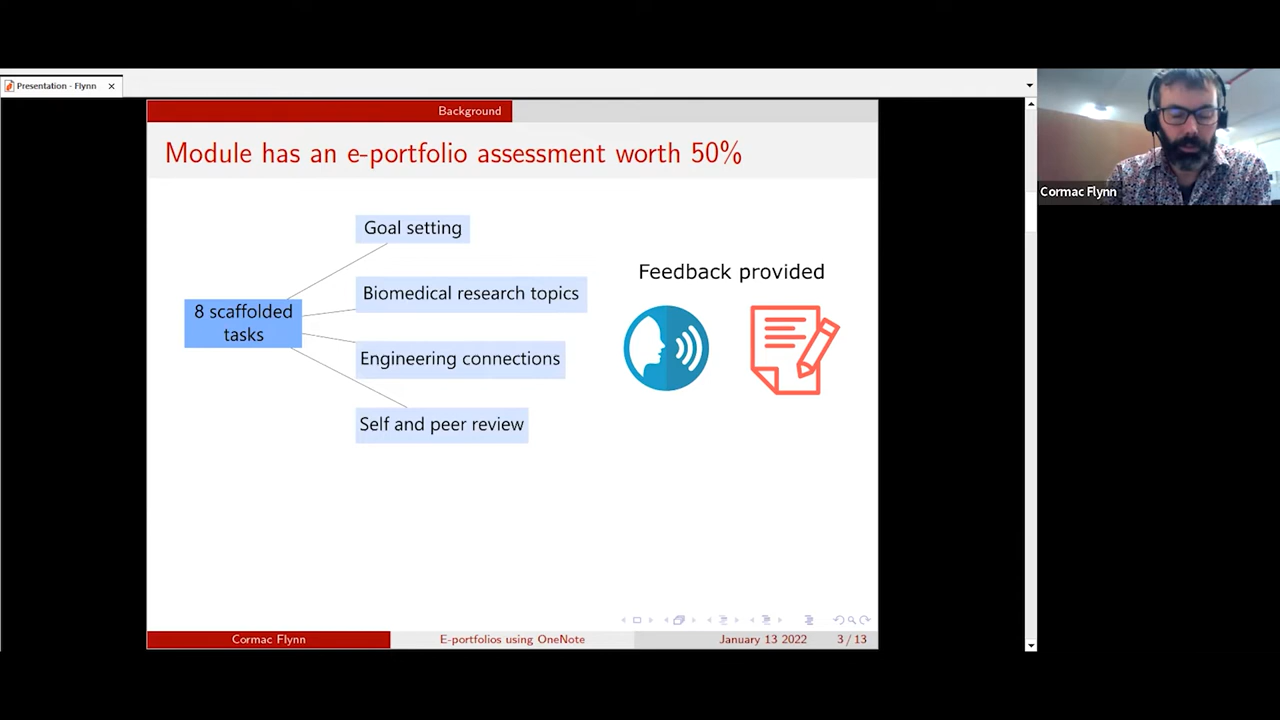 Presentation - Flynn
Background
Module has an e-portfolio assessment worth 50%
Goal setting
Biomedical research topics
8 scaffolded
tasks
Engineering connections
Self and peer review
Feedback provided
Cormac Flynn
Cormac Flynn
E-portfolios using OneNote
January 13 2022
3 / 13